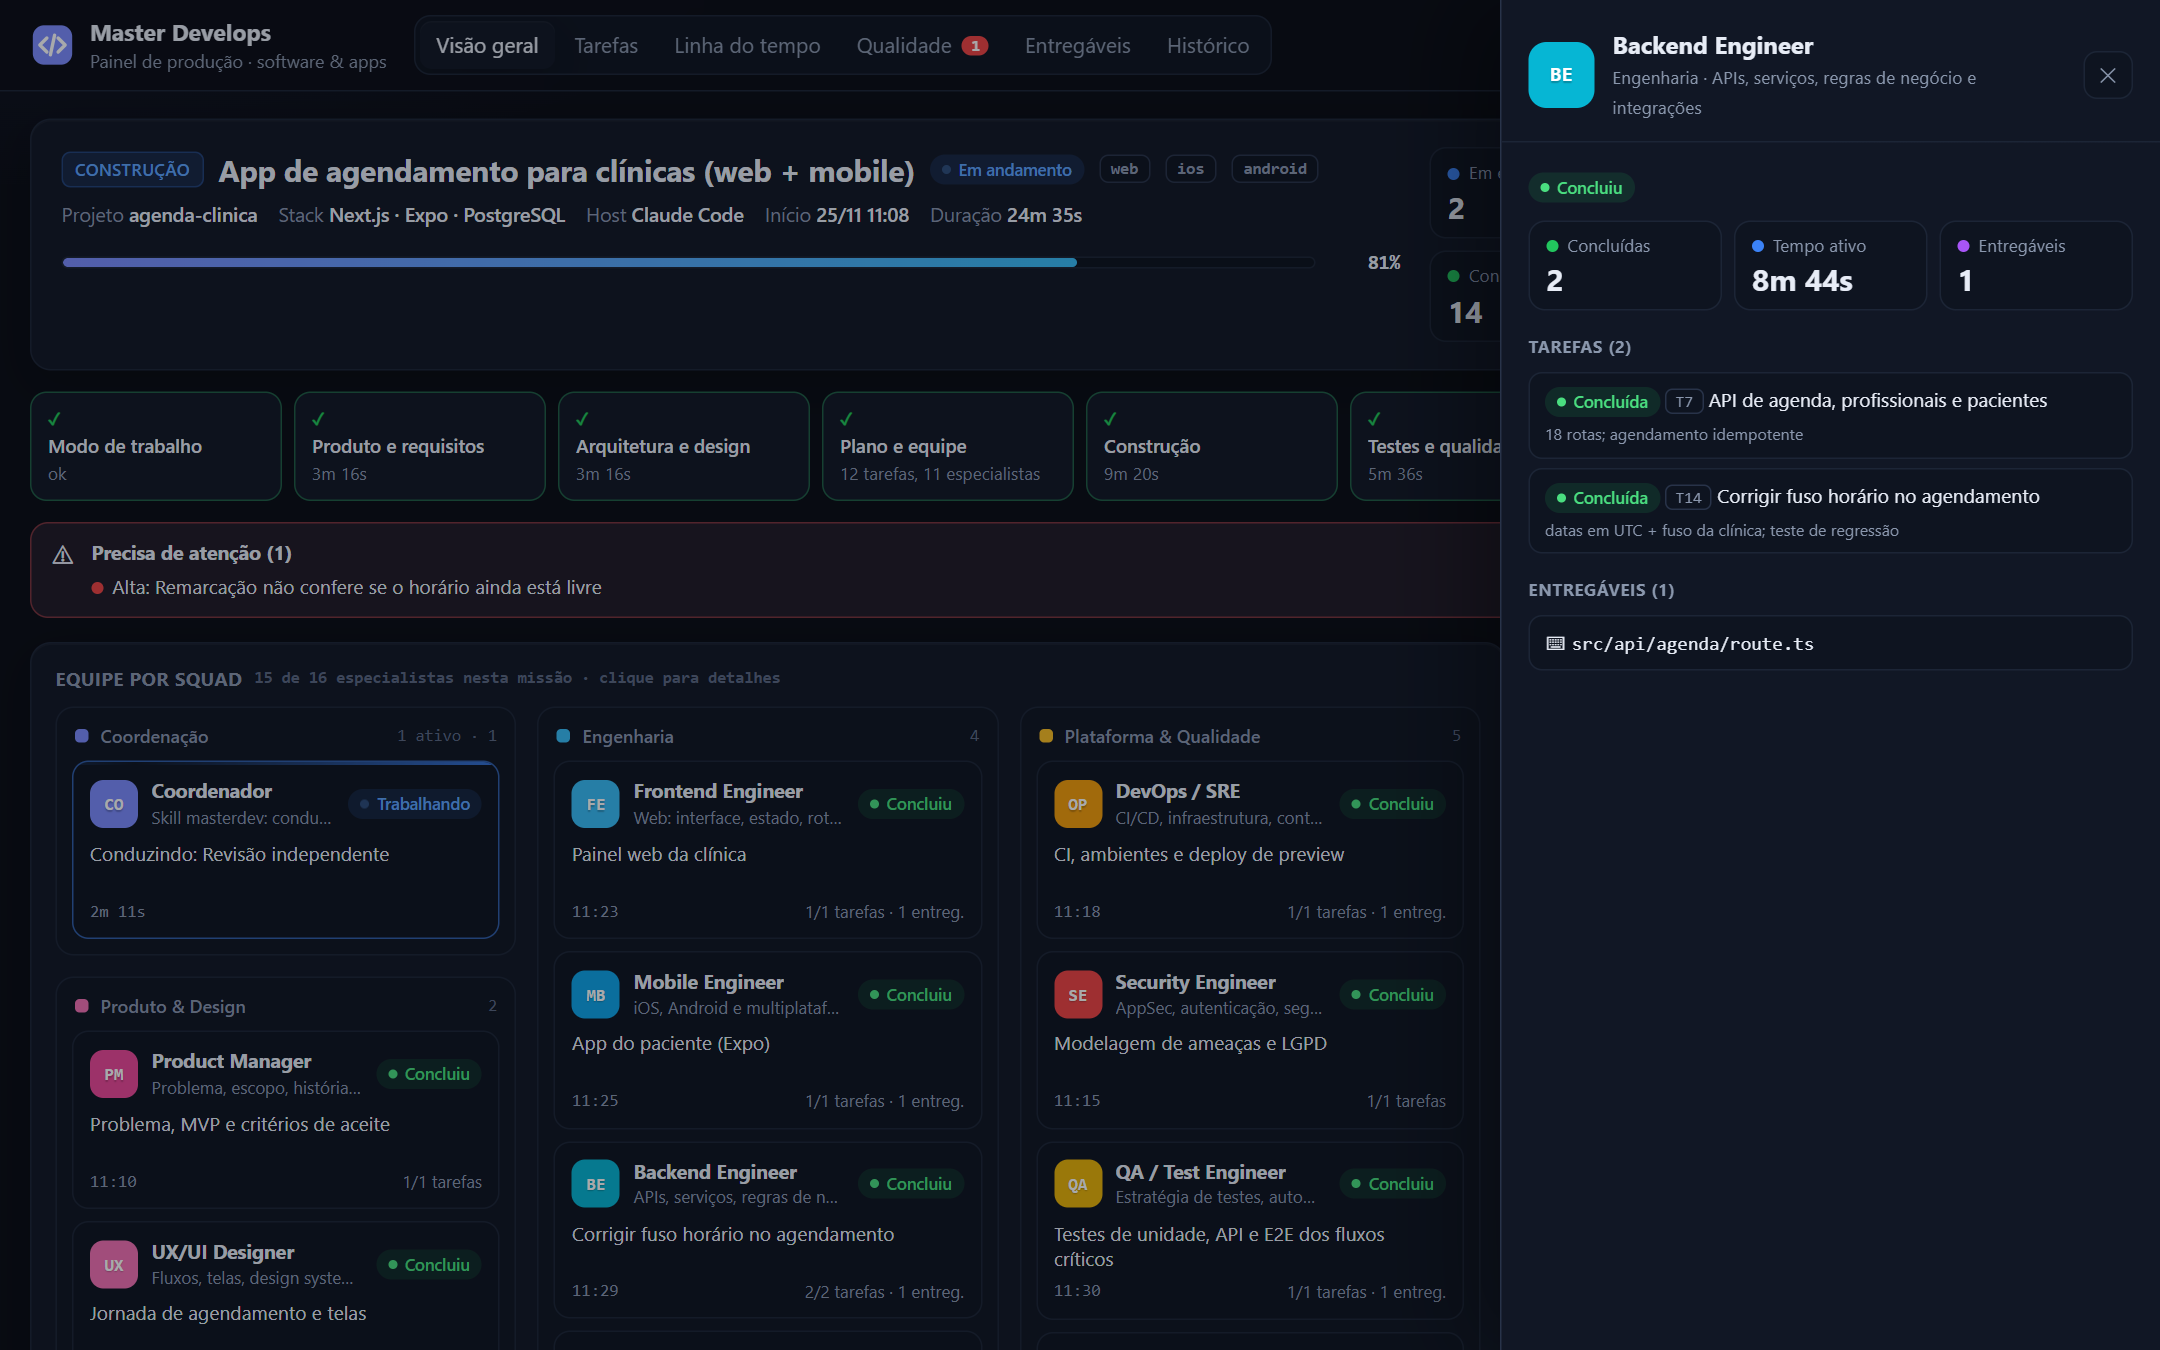 Master Develops
Painel de produção · software & apps
Visão geral
Tarefas
Linha do tempo
Qualidade 1
Entregáveis
Histórico
CONSTRUÇÃO
App de agendamento para clínicas (web + mobile)
Em andamento
web
ios
android
Projeto agenda-clinica
Stack Next.js · Expo · PostgreSQL
Host Claude Code
Início 25/11 11:08
Duração 24m 35s
81%
Em
2
Con
14
✓
Modo de trabalho
ok
✓
Produto e requisitos
3m 16s
✓
Arquitetura e design
3m 16s
✓
Plano e equipe
12 tarefas, 11 especialistas
✓
Construção
9m 20s
✓
Testes e qualida
5m 36s
Precisa de atenção (1)
Alta: Remarcação não confere se o horário ainda está livre
EQUIPE POR SQUAD
15 de 16 especialistas nesta missão · clique para detalhes
Coordenação
1 ativo · 1
CO
Coordenador
Skill masterdev: condu...
Trabalhando
Conduzindo: Revisão independente
2m 11s
Produto & Design
2
PM
Product Manager
Problema, escopo, história...
Concluiu
Problema, MVP e critérios de aceite
11:10
1/1 tarefas
UX
UX/UI Designer
Fluxos, telas, design syste...
Concluiu
Jornada de agendamento e telas
Engenharia
4
FE
Frontend Engineer
Web: interface, estado, rot...
Concluiu
Painel web da clínica
11:23
1/1 tarefas · 1 entreg.
MB
Mobile Engineer
iOS, Android e multiplataf...
Concluiu
App do paciente (Expo)
11:25
1/1 tarefas · 1 entreg.
BE
Backend Engineer
APIs, serviços, regras de n...
Concluiu
Corrigir fuso horário no agendamento
11:29
2/2 tarefas · 1 entreg.
Plataforma & Qualidade
5
OP
DevOps / SRE
CI/CD, infraestrutura, cont...
Concluiu
CI, ambientes e deploy de preview
11:18
1/1 tarefas · 1 entreg.
SE
Security Engineer
AppSec, autenticação, seg...
Concluiu
Modelagem de ameaças e LGPD
11:15
1/1 tarefas
QA
QA / Test Engineer
Estratégia de testes, auto...
Concluiu
Testes de unidade, API e E2E dos fluxos
críticos
11:30
1/1 tarefas · 1 entreg.
BE
Backend Engineer
Engenharia · APIs, serviços, regras de negócio e
integrações
Concluiu
Concluídas
2
Tempo ativo
8m 44s
Entregáveis
1
TAREFAS (2)
Concluída T7 API de agenda, profissionais e pacientes
18 rotas; agendamento idempotente
Concluída T14 Corrigir fuso horário no agendamento
datas em UTC + fuso da clínica; teste de regressão
ENTREGÁVEIS (1)
src/api/agenda/route.ts